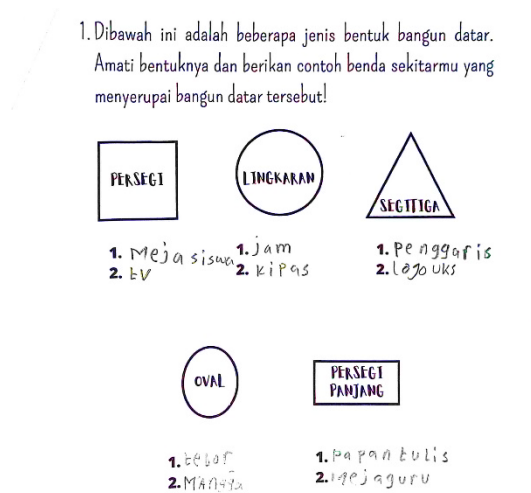 1. Dibawah ini adalah beberapa jenis bentuk bangun datar.
Amati bentuknya dan berikan contoh benda sekitarmu yang
menyerupai bangun datar tersebut!
PERSEGI
LINGKARAN
SEGITIGA
1. Meja siswa
2. tV
1. jam
2. kipas
1. Penggaris
2. logo uks
OVAL
PERSEGI
PANJANG
1. telor
2. MANgga
1. Papan tulis
2. meja guru